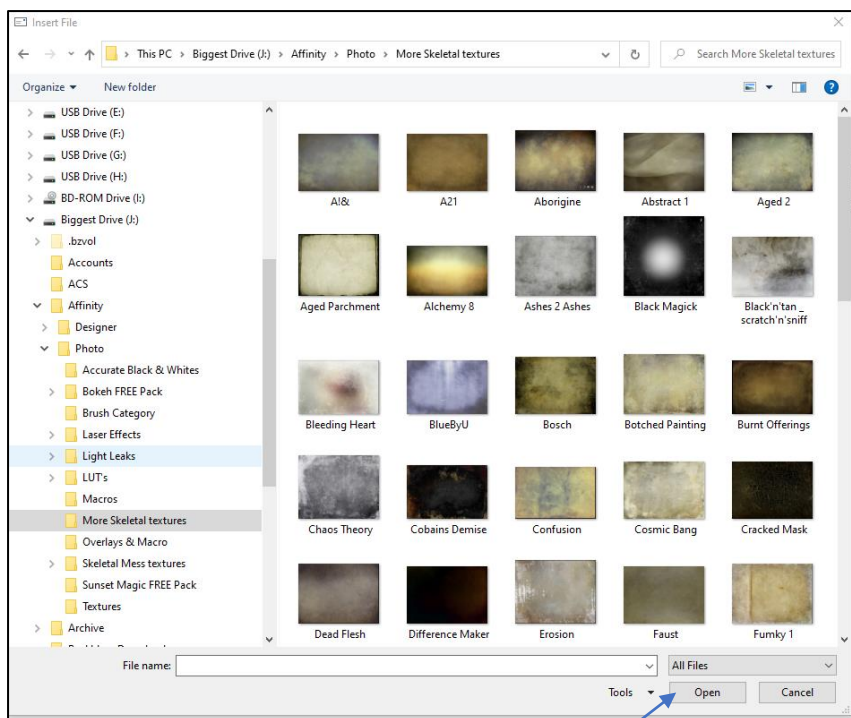 Insert File
This PC > Biggest Drive (J:) > Affinity > Photo > More Skeletal textures
Search More Skeletal textures
Organize
New folder
USB Drive (E:)
USB Drive (F:)
USB Drive (G:)
USB Drive (H:)
BD-ROM Drive (I:)
Biggest Drive (J:)
.bzvol
Accounts
ACS
Affinity
Designer
Photo
Accurate Black & Whites
Bokeh FREE Pack
Brush Category
Laser Effects
Light Leaks
LUT's
Macros
More Skeletal textures
Overlays & Macro
Skeletal Mess textures
Sunset Magic FREE Pack
Textures
Archive
A!&
A21
Aborigine
Abstract 1
Aged 2
Aged Parchment
Alchemy 8
Ashes 2 Ashes
Black Magick
Black'n'tan _
scratch'n'sniff
Bleeding Heart
BlueByU
Bosch
Botched Painting
Burnt Offerings
Chaos Theory
Cobains Demise
Confusion
Cosmic Bang
Cracked Mask
Dead Flesh
Difference Maker
Erosion
Faust
Fumky 1
File name:
All Files
Tools
Open
Cancel